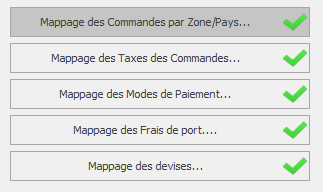 Mappage des Commandes par Zone/Pays...
Mappage des Taxes des Commandes...
Mappage des Modes de Paiement...
Mappage des Frais de port....
Mappage des devises...